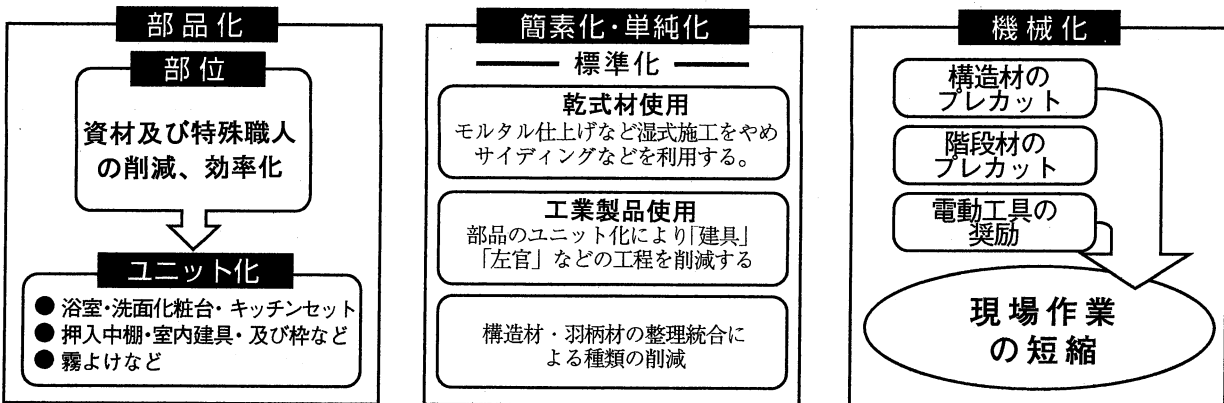 部品化
部位
資材及び特殊職人
の削減、効率化
ユニット化
● 浴室・洗面化粧台・キッチンセット
● 押入中棚・室内建具・及び枠など
● 霧よけなど
簡素化・単純化
標準化
乾式材使用
モルタル仕上げなど湿式施工をやめ
サイディングなどを利用する。
工業製品使用
部品のユニット化により「建具」
「左官」などの工程を削減する
構造材・羽柄材の整理統合に
よる種類の削減
機械化
構造材の
プレカット
階段材の
プレカット
電動工具の
奨励
現場作業
の短縮